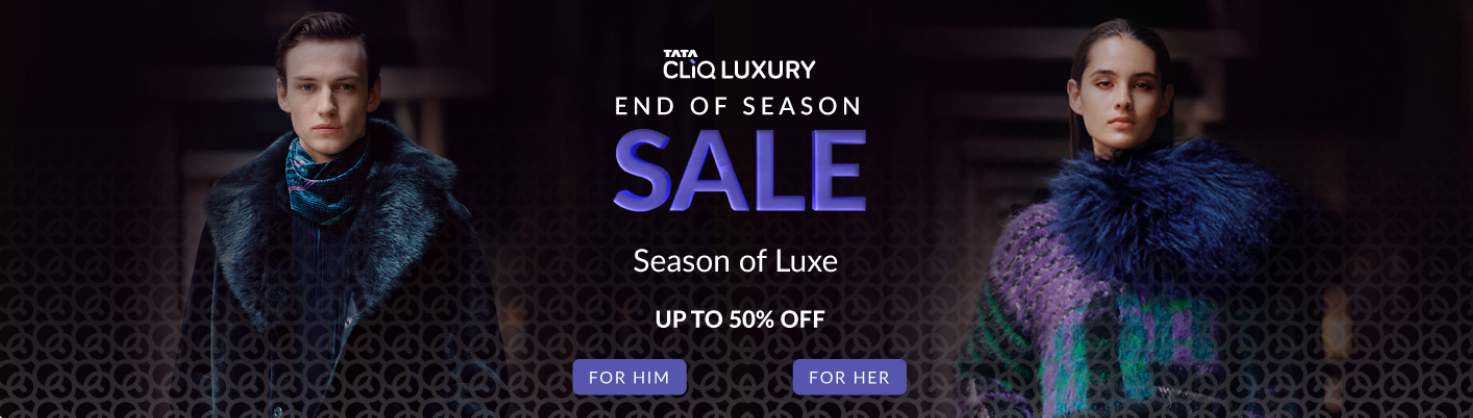 TATA
CLiQ LUXURY
END OF SEASON
SALE
Season of Luxe
UP TO 50% OFF
FOR HIM
FOR HER